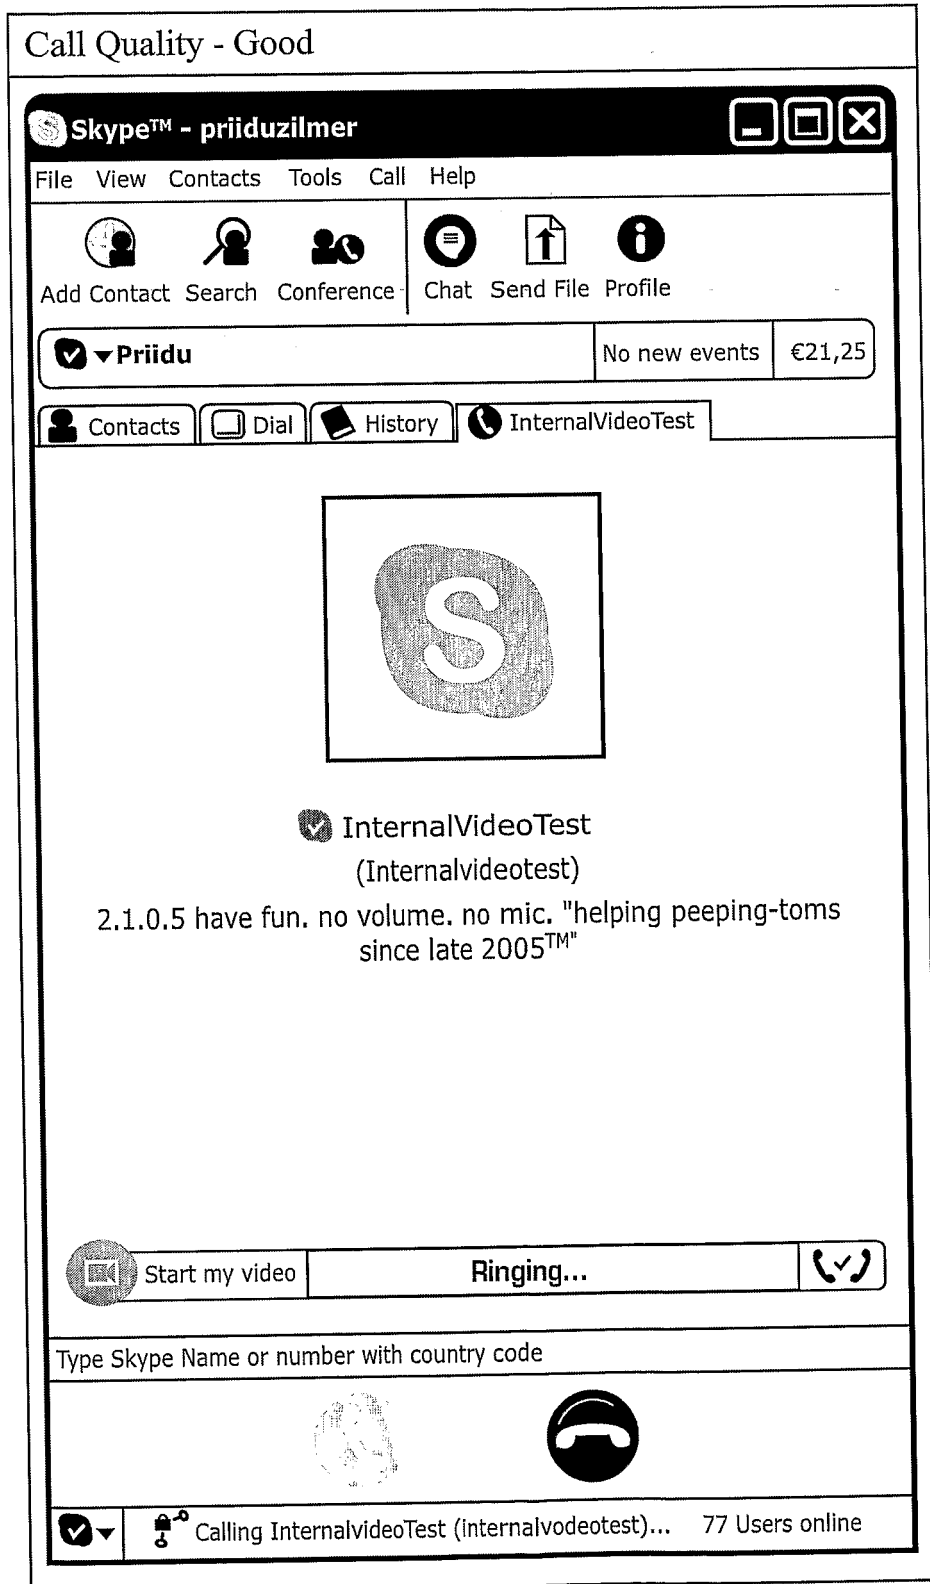 Call Quality - Good
Skype™ - priiduzilmer
File View Contacts Tools Call Help
Add Contact Search Conference Chat Send File Profile
Priidu No new events €21,25
Contacts Dial History InternalVideoTest
S
InternalVideoTest
(Internalvideotest)
2.1.0.5 have fun. no volume. no mic. "helping peeping-toms
since late 2005™"
Start my video Ringing...
Type Skype Name or number with country code
Calling InternalvideoTest (internalvodeotest)... 77 Users online